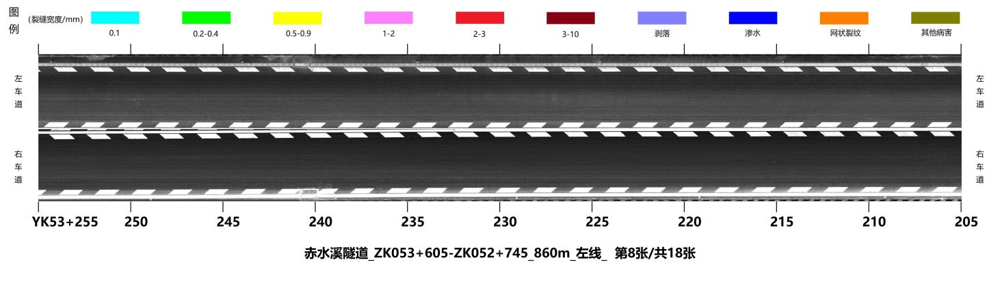 图例
(裂缝宽度/mm)
0.1 0.2-0.4 0.5-0.9 1-2 2-3 3-10 剥落 渗水 网状裂纹 其他病害
左车道
左车道
右车道
右车道
YK53+255 250 245 240 235 230 225 220 215 210 205
赤水溪隧道_ZK053+605-ZK052+745_860m_左线_ 第8张/共18张